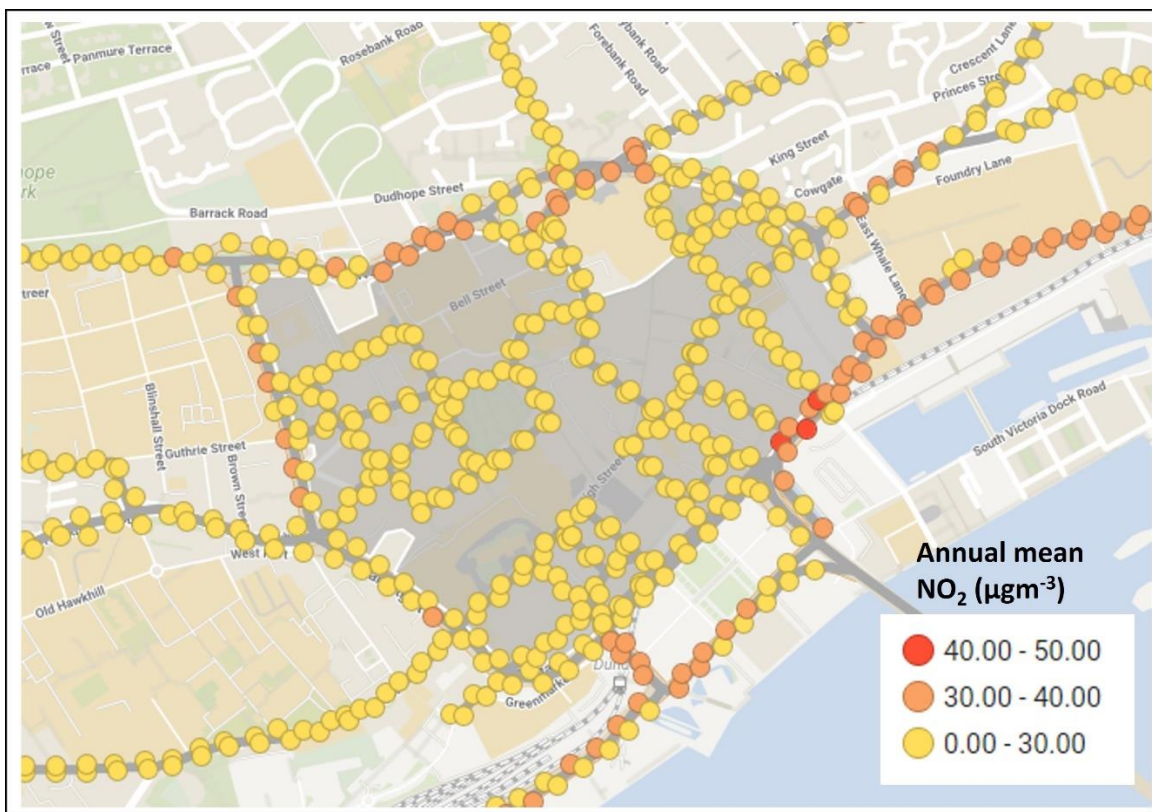 Panmure Terrace
Rosebank Road
Forebank Road
Crescent Lane
Princes Street
King Street
Dudhope Street
Cowgate
Foundry Lane
Barrack Road
East Whale Lane
Bell Street
Blinshall Street
Guthrie Street
Brown Street
South Victoria Dock Road
West Port
Old Hawkhill
Greenmarket
Annual mean
NO₂ (µgm⁻³)
40.00 - 50.00
30.00 - 40.00
0.00 - 30.00